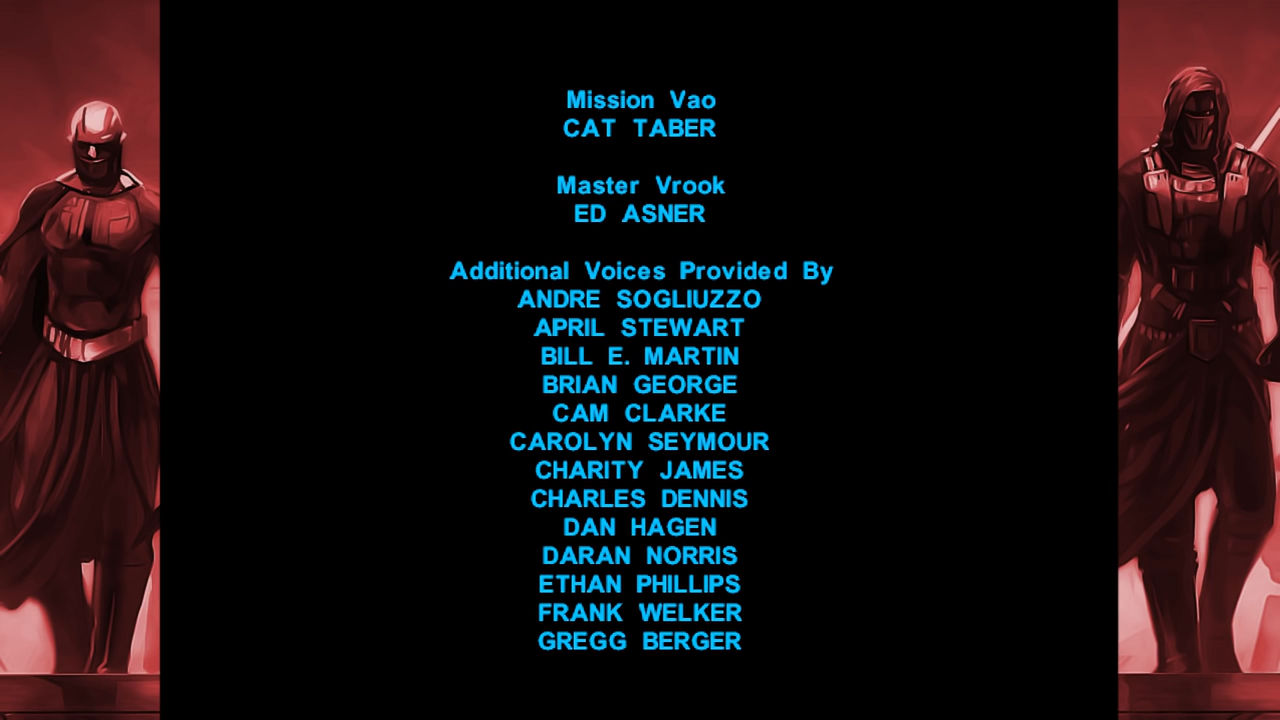 Mission Vao
CAT TABER
Master Vrook
ED ASNER
Additional Voices Provided By
ANDRE SOGLIUZZO
APRIL STEWART
BILL E. MARTIN
BRIAN GEORGE
CAM CLARKE
CAROLYN SEYMOUR
CHARITY JAMES
CHARLES DENNIS
DAN HAGEN
DARAN NORRIS
ETHAN PHILLIPS
FRANK WELKER
GREGG BERGER